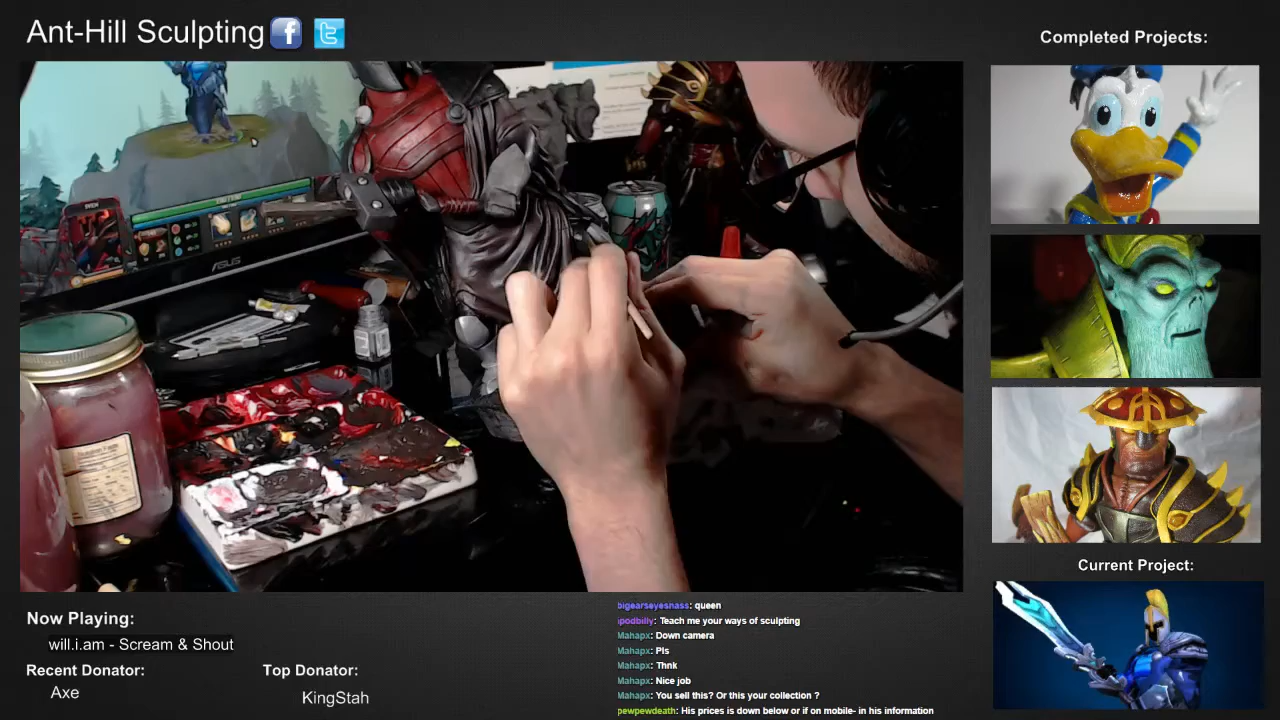 Ant-Hill Sculpting
Completed Projects:
SVEN
ASUS
Current Project:
Now Playing:
will.i.am - Scream & Shout
Recent Donator:
Axe
Top Donator:
KingStah
bigearseyesnass: queen
ipodbilly: Teach me your ways of sculpting
Mahapx: Down camera
Mahapx: Pls
Mahapx: Thnk
Mahapx: Nice job
Mahapx: You sell this? Or this your collection ?
pewpewdeath: His prices is down below or if on mobile- in his information